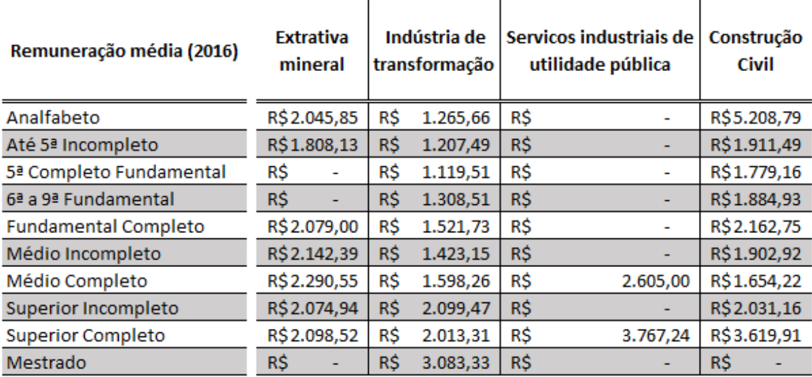 Remuneração média (2016) Extrativa mineral Indústria de transformação Servicos industriais de utilidade pública Construção Civil
Analfabeto R$ 2.045,85 R$ 1.265,66 R$ - R$ 5.208,79
Até 5ª Incompleto R$ 1.808,13 R$ 1.207,49 R$ - R$ 1.911,49
5ª Completo Fundamental R$ - R$ 1.119,51 R$ - R$ 1.779,16
6ª a 9ª Fundamental R$ - R$ 1.308,51 R$ - R$ 1.884,93
Fundamental Completo R$ 2.079,00 R$ 1.521,73 R$ - R$ 2.162,75
Médio Incompleto R$ 2.142,39 R$ 1.423,15 R$ - R$ 1.902,92
Médio Completo R$ 2.290,55 R$ 1.598,26 R$ 2.605,00 R$ 1.654,22
Superior Incompleto R$ 2.074,94 R$ 2.099,47 R$ - R$ 2.031,16
Superior Completo R$ 2.098,52 R$ 2.013,31 R$ 3.767,24 R$ 3.619,91
Mestrado R$ - R$ 3.083,33 R$ - R$ -